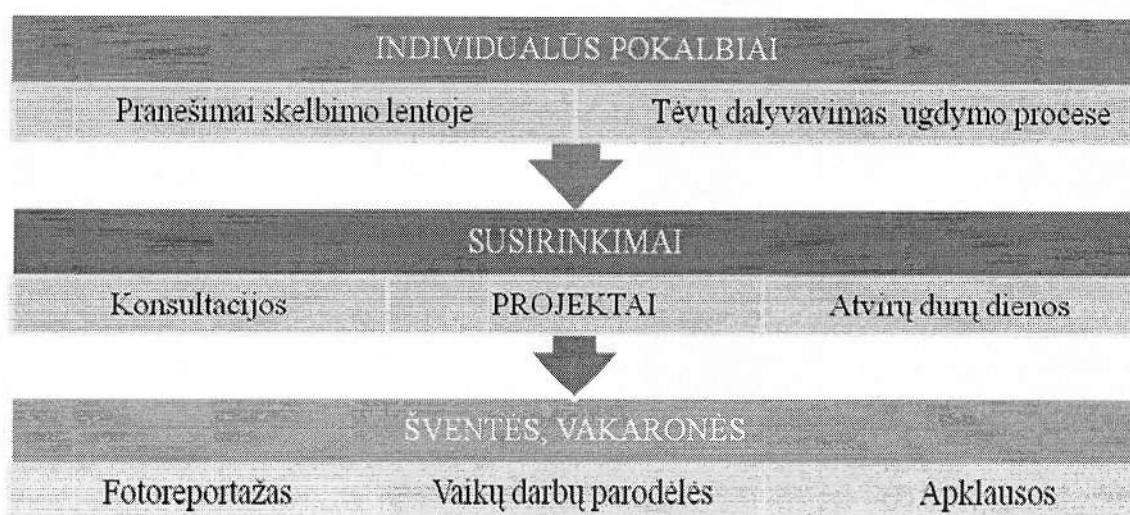 INDIVIDUALŪS POKALBIAI
Pranešimai skelbimo lentoje
Tėvų dalyvavimas ugdymo procese
SUSIRINKIMAI
Konsultacijos
PROJEKTAI
Atvirų durų dienos
ŠVENTĖS, VAKARONĖS
Fotoreportažas
Vaikų darbų parodėlės
Apklausos